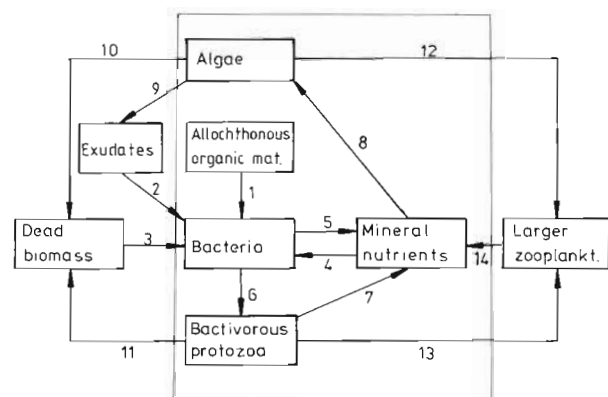 10
12
Algae
9
8
Exudates
Allochthonous
organic mat.
2
1
Dead
biomass
3
Bacteria
5
4
Mineral
nutrients
14
Larger
zooplankt.
6
7
Bactivorous
protozoa
11
13